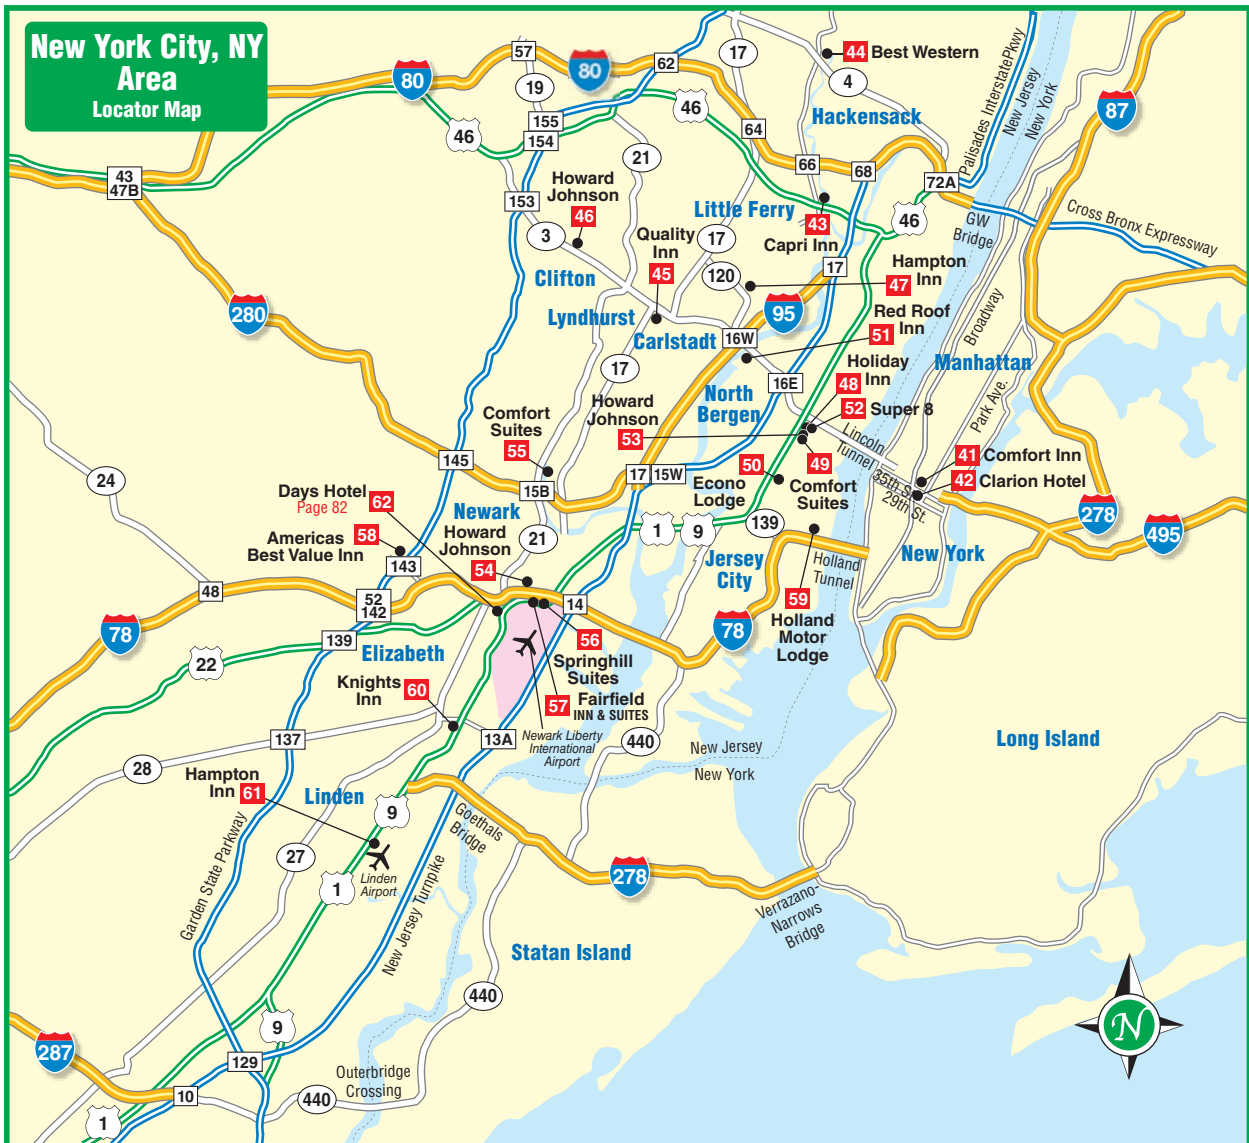 New York City, NY
Area
Locator Map
57
80
80
62
17
44 Best Western
4
Palisades Interstate Pkwy
New Jersey
New York
87
19
46
46
155
154
Hackensack
64
21
66
68
72A
43
47B
153
Howard
Johnson
46
3
Little Ferry
43
Capri Inn
46
GW
Bridge
Cross Bronx Expressway
Quality
Inn
45
17
120
17
Hampton
Inn
47
Clifton
280
95
Red Roof
Inn
51
Broadway
Lyndhurst
Carlstadt
16W
Manhattan
17
16E
Holiday
Inn
48
North
Bergen
Park Ave.
Howard
Johnson
53
52 Super 8
Comfort
Suites
55
Lincoln
Tunnel
145
24
17
15W
50
Econo
Lodge
49
Comfort
Suites
35th St.
29th St.
41 Comfort Inn
42 Clarion Hotel
15B
Days Hotel
Page 82
62
Newark
278
495
1
9
139
21
Americas
Best Value Inn
58
Howard
Johnson
54
143
Jersey
City
Holland
Tunnel
New York
48
52
142
14
59
Holland
Motor
Lodge
78
78
139
22
Elizabeth
56
Springhill
Suites
Knights
Inn
60
57
Fairfield
INN & SUITES
137
13A
Newark Liberty
International
Airport
440
New Jersey
New York
Long Island
28
Hampton
Inn 61
Linden
9
Goethals
Bridge
27
Linden
Airport
1
278
Garden State Parkway
New Jersey Turnpike
Verrazano-
Narrows
Bridge
Statan Island
440
9
N
287
129
Outerbridge
Crossing
10
440
1